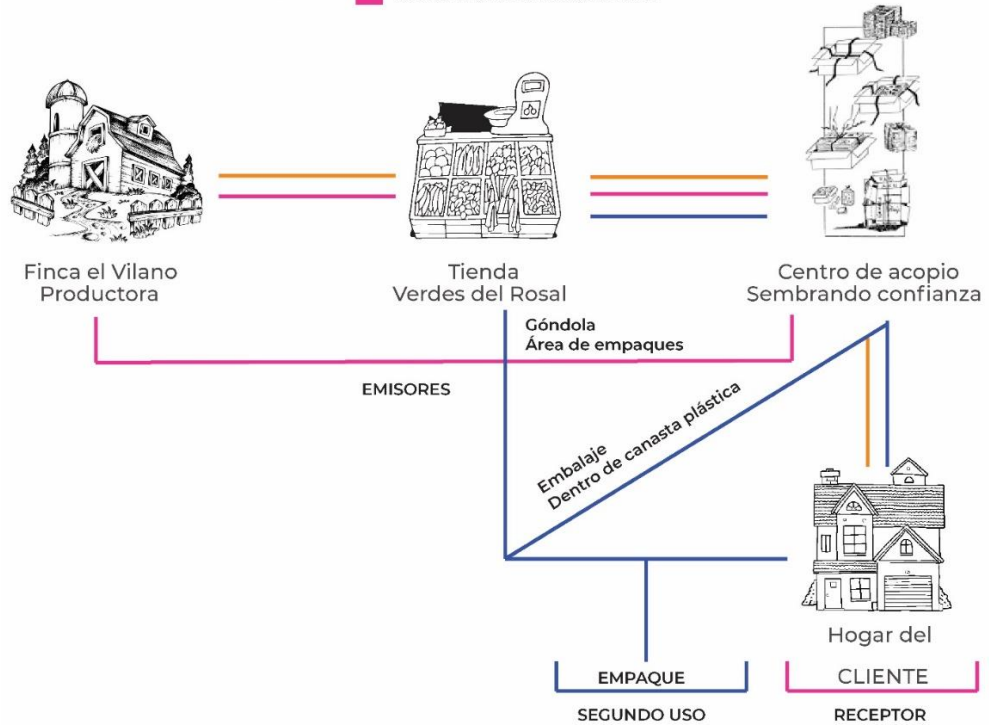 Finca el Vilano
Productora
Tienda
Verdes del Rosal
Centro de acopio
Sembrando confianza
Góndola
Área de empaques
EMISORES
Embalaje
Dentro de canasta plástica
Hogar del
CLIENTE
EMPAQUE
SEGUNDO USO
RECEPTOR